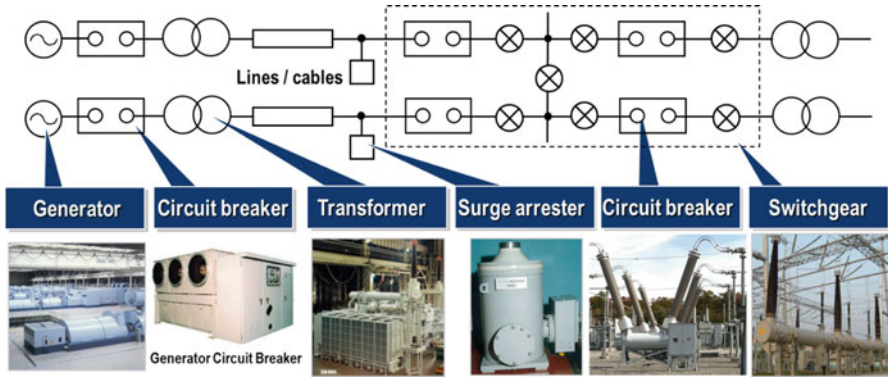 Lines / cables
Generator
Circuit breaker
Transformer
Surge arrester
Circuit breaker
Switchgear
Generator Circuit Breaker